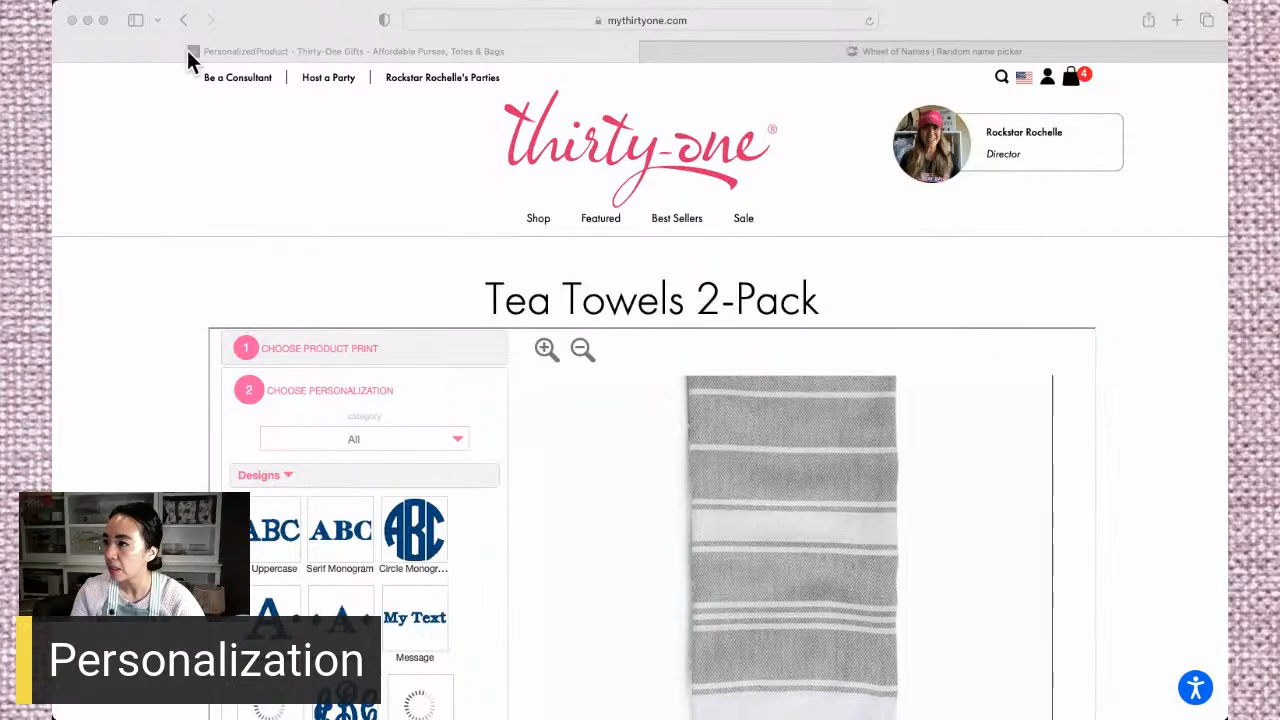 mythirtyone.com
PersonalizedProduct - Thirty-One Gifts - Affordable Purses, Totes & Bags
Wheel of Names | Random name picker
Be a Consultant
Host a Party
Rockstar Rochelle's Parties
4
thirty-one®
Rockstar Rochelle
Director
Shop
Featured
Best Sellers
Sale
Tea Towels 2-Pack
1 CHOOSE PRODUCT PRINT
2 CHOOSE PERSONALIZATION
category
All
Designs
ABC
ABC
ABC
Uppercase
Serif Monogram
Circle Monogr...
A
A
My Text
Message
Personalization